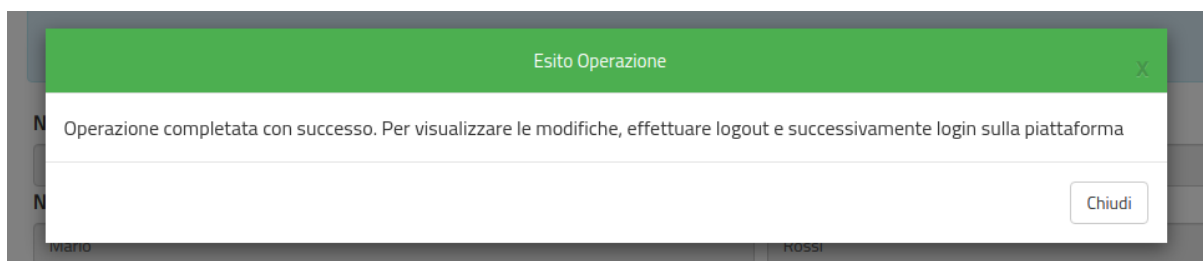 Esito Operazione
X
N
Operazione completata con successo. Per visualizzare le modifiche, effettuare logout e successivamente login sulla piattaforma
N
Chiudi
Mario
Rossi